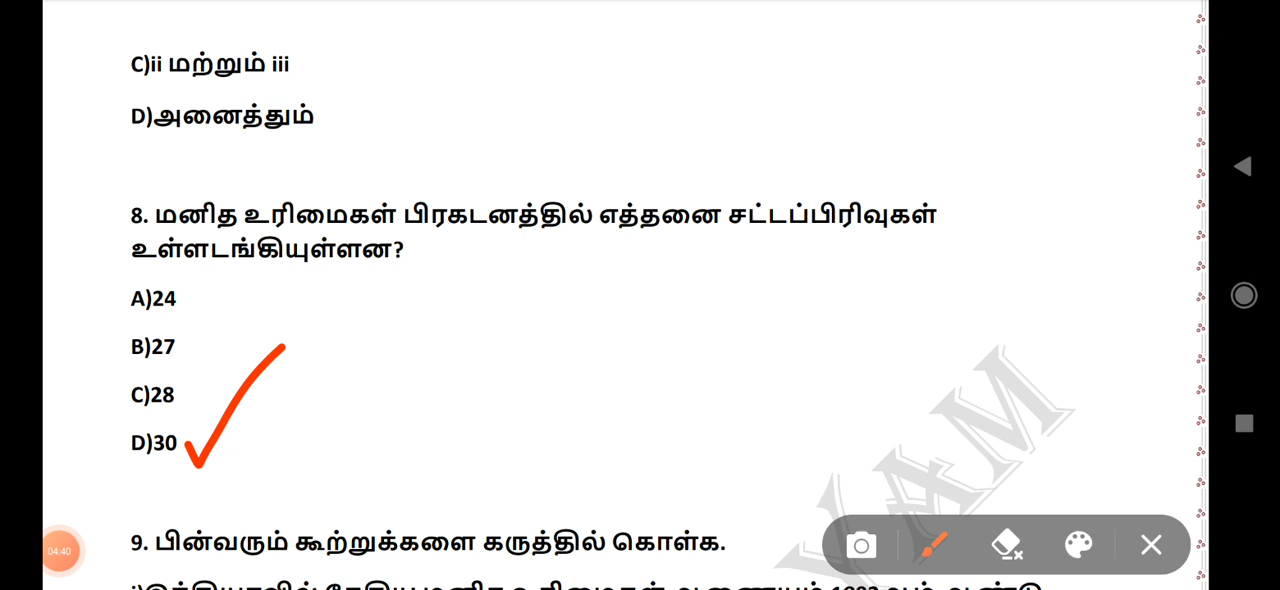 C)ii மற்றும் iii
D)அனைத்தும்
8. மனித உரிமைகள் பிரகடனத்தில் எத்தனை சட்டப்பிரிவுகள்
உள்ளடங்கியுள்ளன?
A)24
B)27
C)28
D)30
9. பின்வரும் கூற்றுக்களை கருத்தில் கொள்க.
04:40